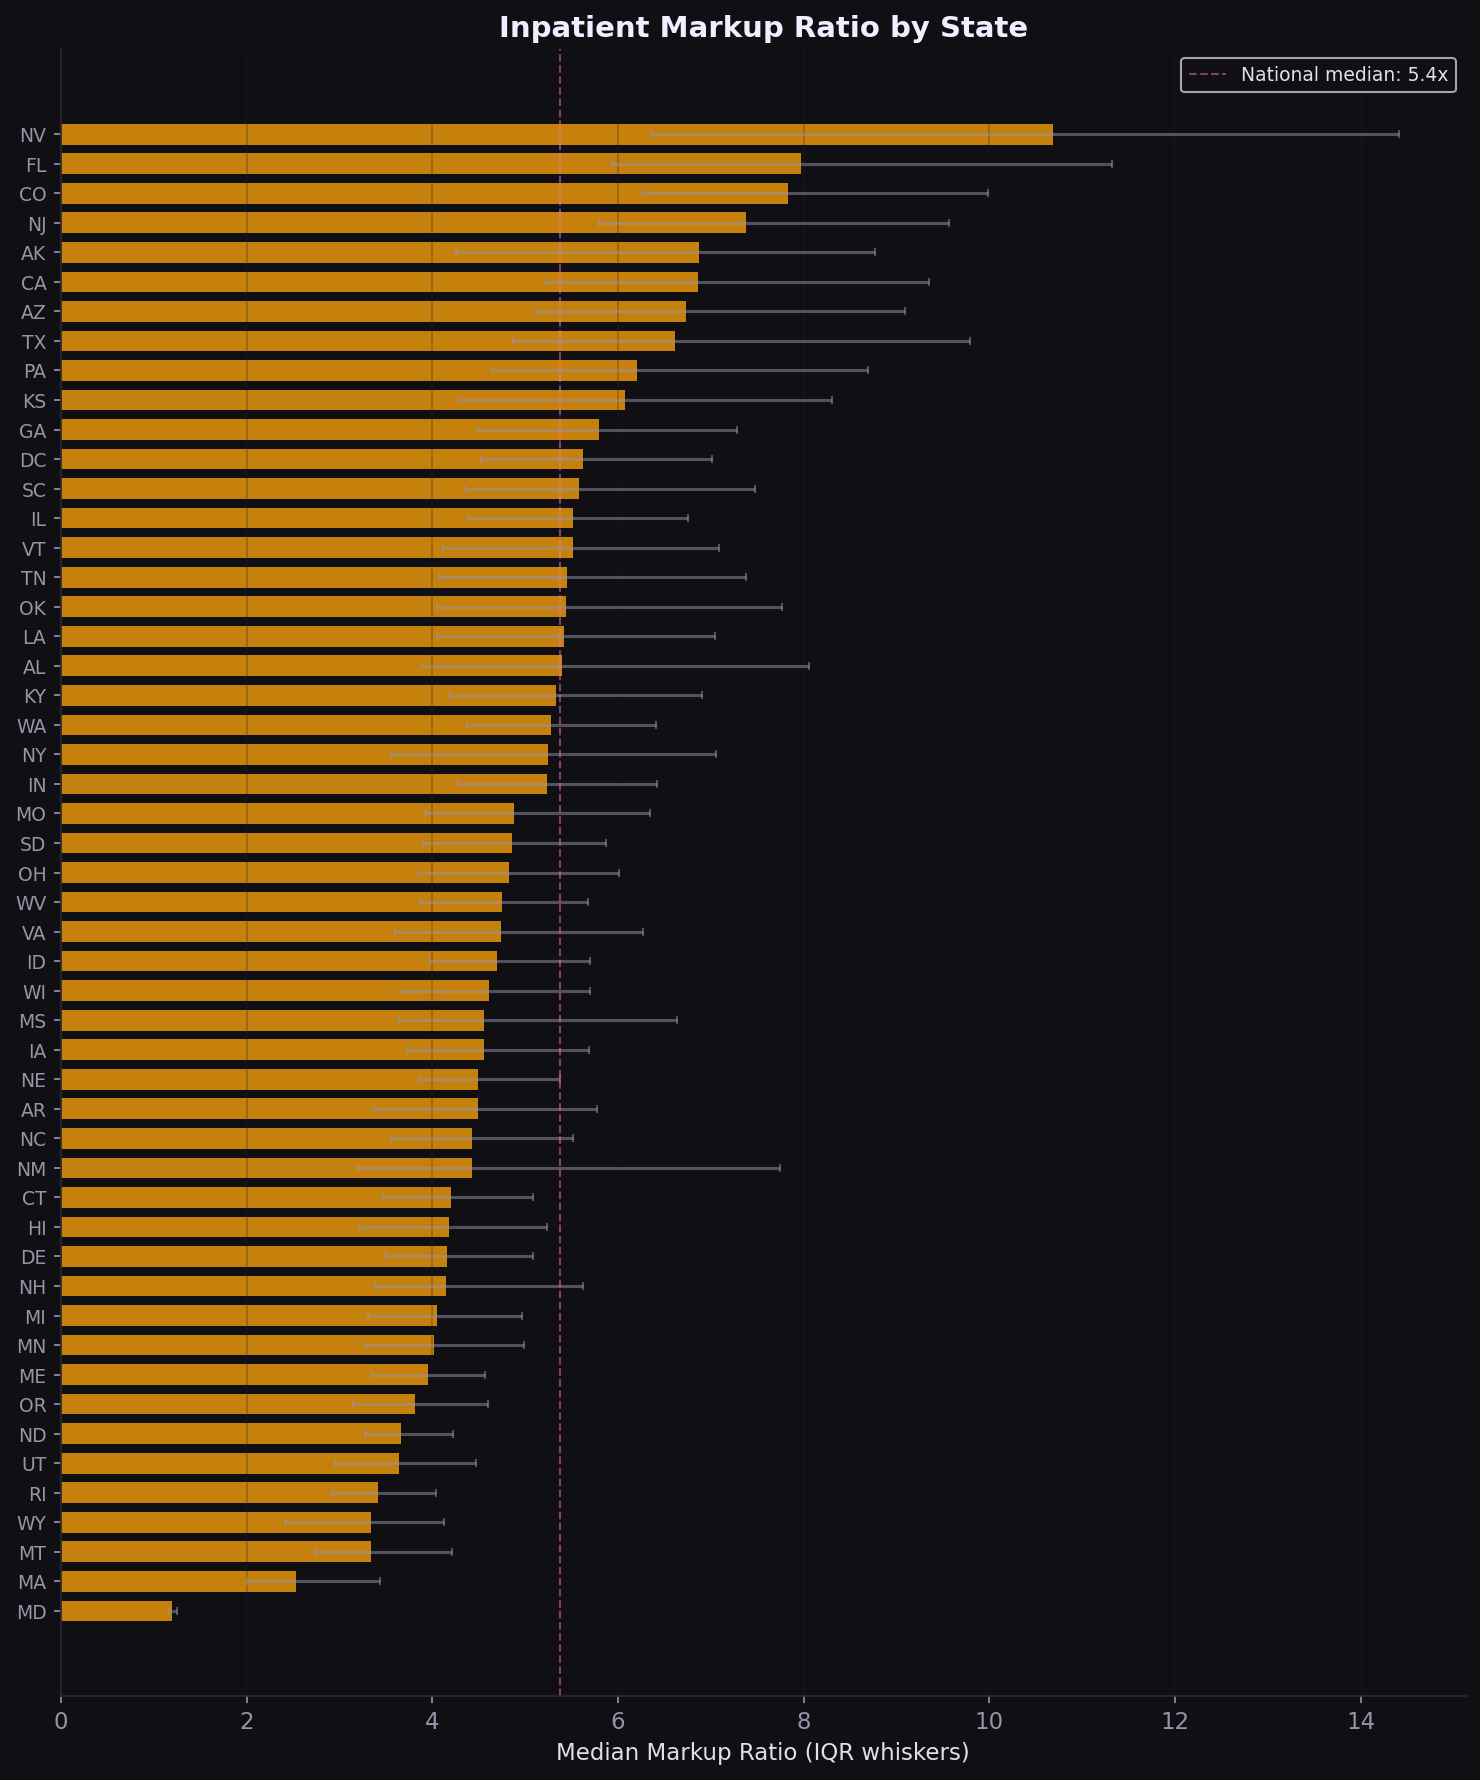 Inpatient Markup Ratio by State
National median: 5.4x
NV
FL
CO
NJ
AK
CA
AZ
TX
PA
KS
GA
DC
SC
IL
VT
TN
OK
LA
AL
KY
WA
NY
IN
MO
SD
OH
WV
VA
ID
WI
MS
IA
NE
AR
NC
NM
CT
HI
DE
NH
MI
MN
ME
OR
ND
UT
RI
WY
MT
MA
MD
0 2 4 6 8 10 12 14
Median Markup Ratio (IQR whiskers)